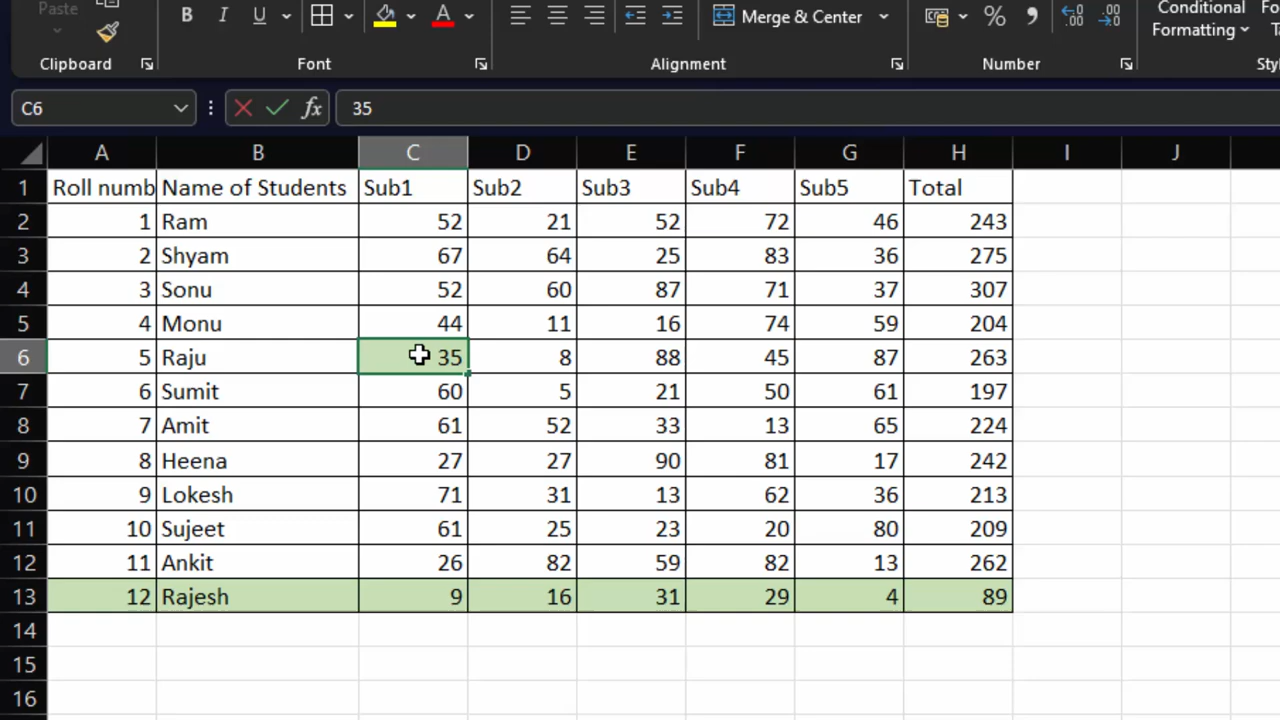 Paste
B I U A Merge & Center % 9 .00 .00 Conditional Fo
Formatting Ta
Clipboard Font Alignment Number Styl
C6 fx 35
A B C D E F G H I J
1 Roll numb Name of Students Sub1 Sub2 Sub3 Sub4 Sub5 Total
2 1 Ram 52 21 52 72 46 243
3 2 Shyam 67 64 25 83 36 275
4 3 Sonu 52 60 87 71 37 307
5 4 Monu 44 11 16 74 59 204
6 5 Raju 35 8 88 45 87 263
7 6 Sumit 60 5 21 50 61 197
8 7 Amit 61 52 33 13 65 224
9 8 Heena 27 27 90 81 17 242
10 9 Lokesh 71 31 13 62 36 213
11 10 Sujeet 61 25 23 20 80 209
12 11 Ankit 26 82 59 82 13 262
13 12 Rajesh 9 16 31 29 4 89
14
15
16